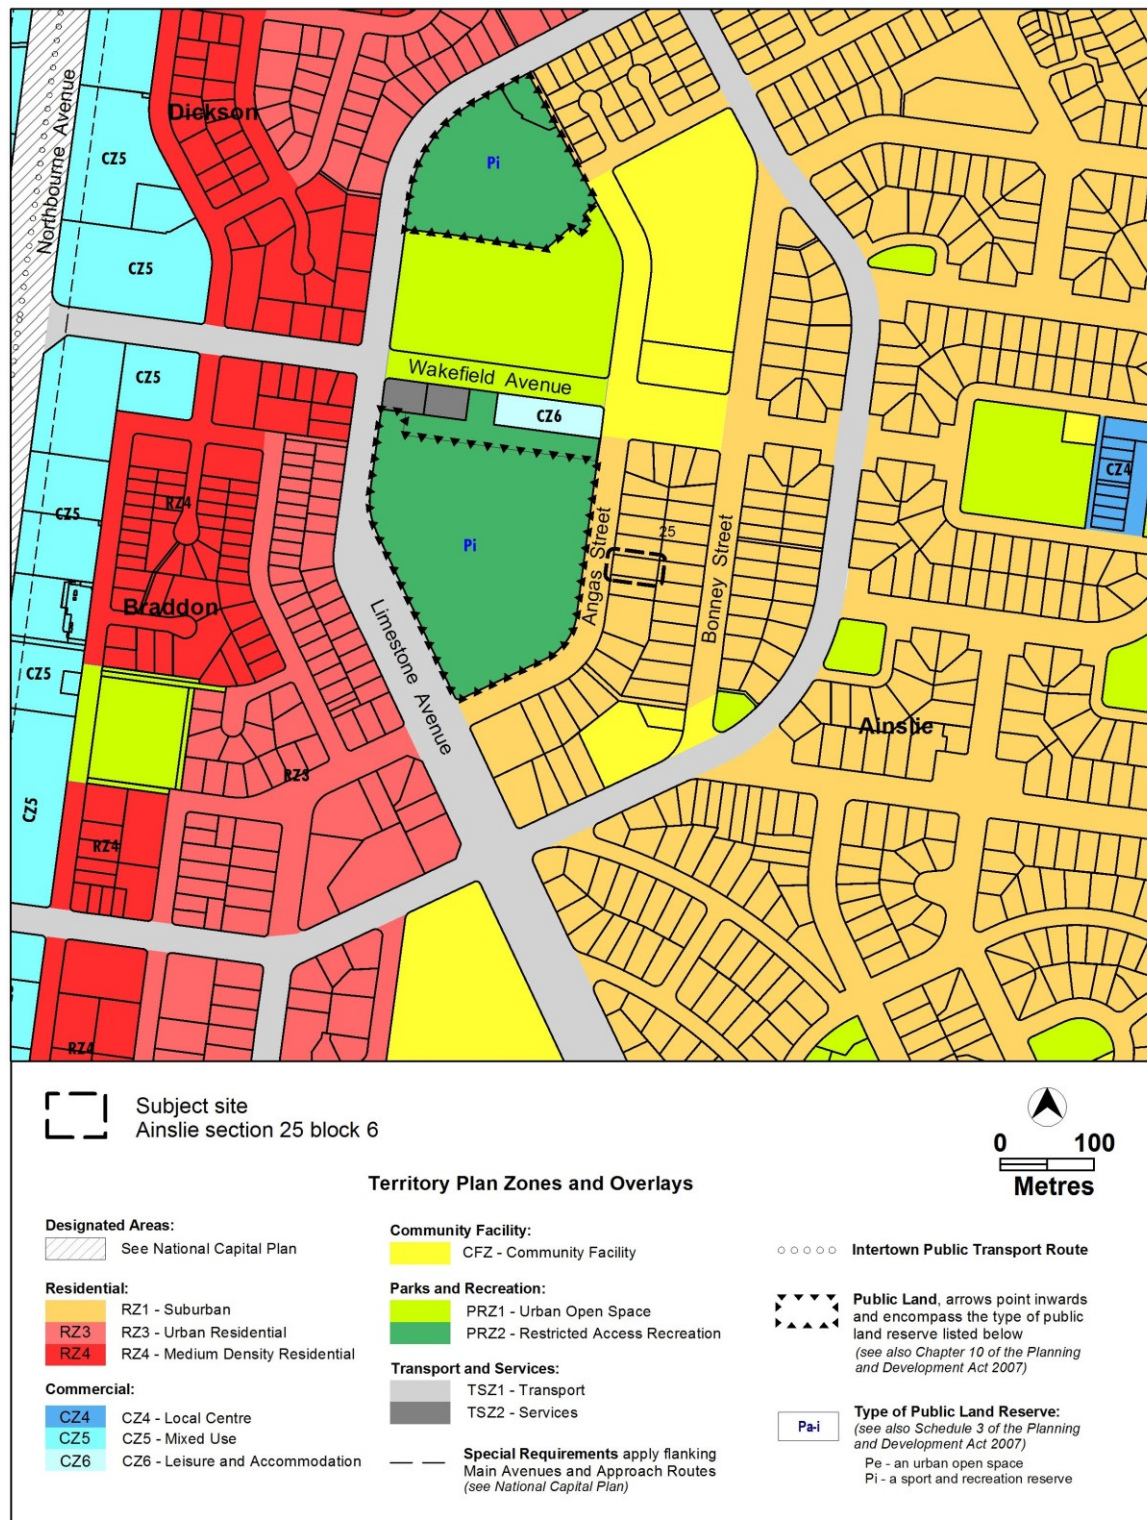 Northbourne Avenue
Dickson
CZ5
CZ5
CZ5
CZ5
CZ5
CZ5
Pi
Wakefield Avenue
CZ6
CZ4
RZ4
Braddon
Pi
Angas Street
25
Bonney Street
Limestone Avenue
Ainslie
RZ3
RZ4
RZ4
Subject site
Ainslie section 25 block 6
0 100
Metres
Territory Plan Zones and Overlays
Designated Areas:
See National Capital Plan
Residential:
RZ1 - Suburban
RZ3 RZ3 - Urban Residential
RZ4 RZ4 - Medium Density Residential
Commercial:
CZ4 CZ4 - Local Centre
CZ5 CZ5 - Mixed Use
CZ6 CZ6 - Leisure and Accommodation
Community Facility:
CFZ - Community Facility
Parks and Recreation:
PRZ1 - Urban Open Space
PRZ2 - Restricted Access Recreation
Transport and Services:
TSZ1 - Transport
TSZ2 - Services
Special Requirements apply flanking
Main Avenues and Approach Routes
(see National Capital Plan)
Intertown Public Transport Route
Public Land, arrows point inwards
and encompass the type of public
land reserve listed below
(see also Chapter 10 of the Planning
and Development Act 2007)
Pa-i
Type of Public Land Reserve:
(see also Schedule 3 of the Planning
and Development Act 2007)
Pe - an urban open space
Pi - a sport and recreation reserve